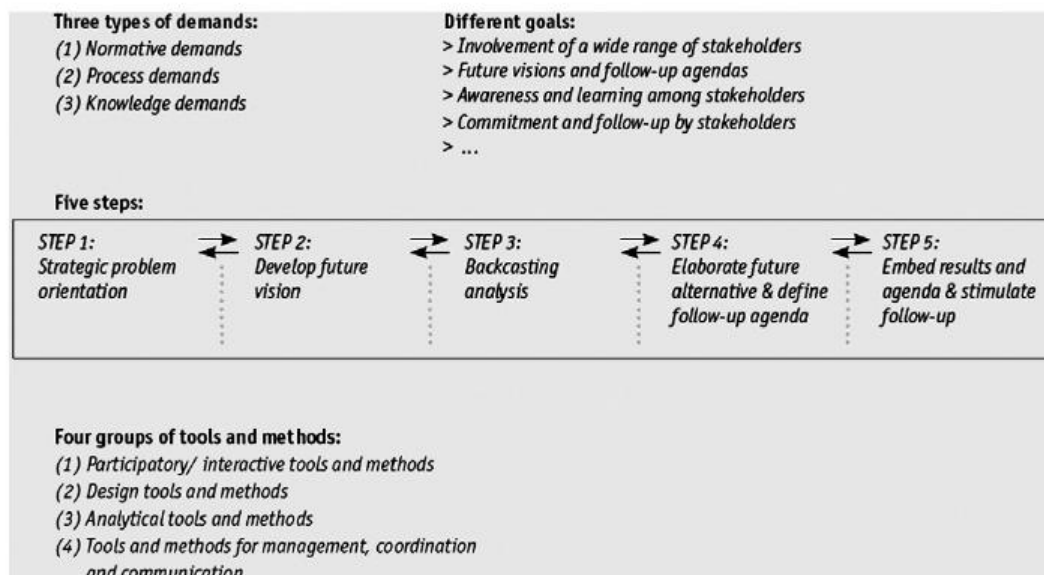 Three types of demands:
(1) Normative demands
(2) Process demands
(3) Knowledge demands
Different goals:
> Involvement of a wide range of stakeholders
> Future visions and follow-up agendas
> Awareness and learning among stakeholders
> Commitment and follow-up by stakeholders
> ...
Five steps:
STEP 1:
Strategic problem
orientation
STEP 2:
Develop future
vision
STEP 3:
Backcasting
analysis
STEP 4:
Elaborate future
alternative & define
follow-up agenda
STEP 5:
Embed results and
agenda & stimulate
follow-up
Four groups of tools and methods:
(1) Participatory/ interactive tools and methods
(2) Design tools and methods
(3) Analytical tools and methods
(4) Tools and methods for management, coordination
and communication